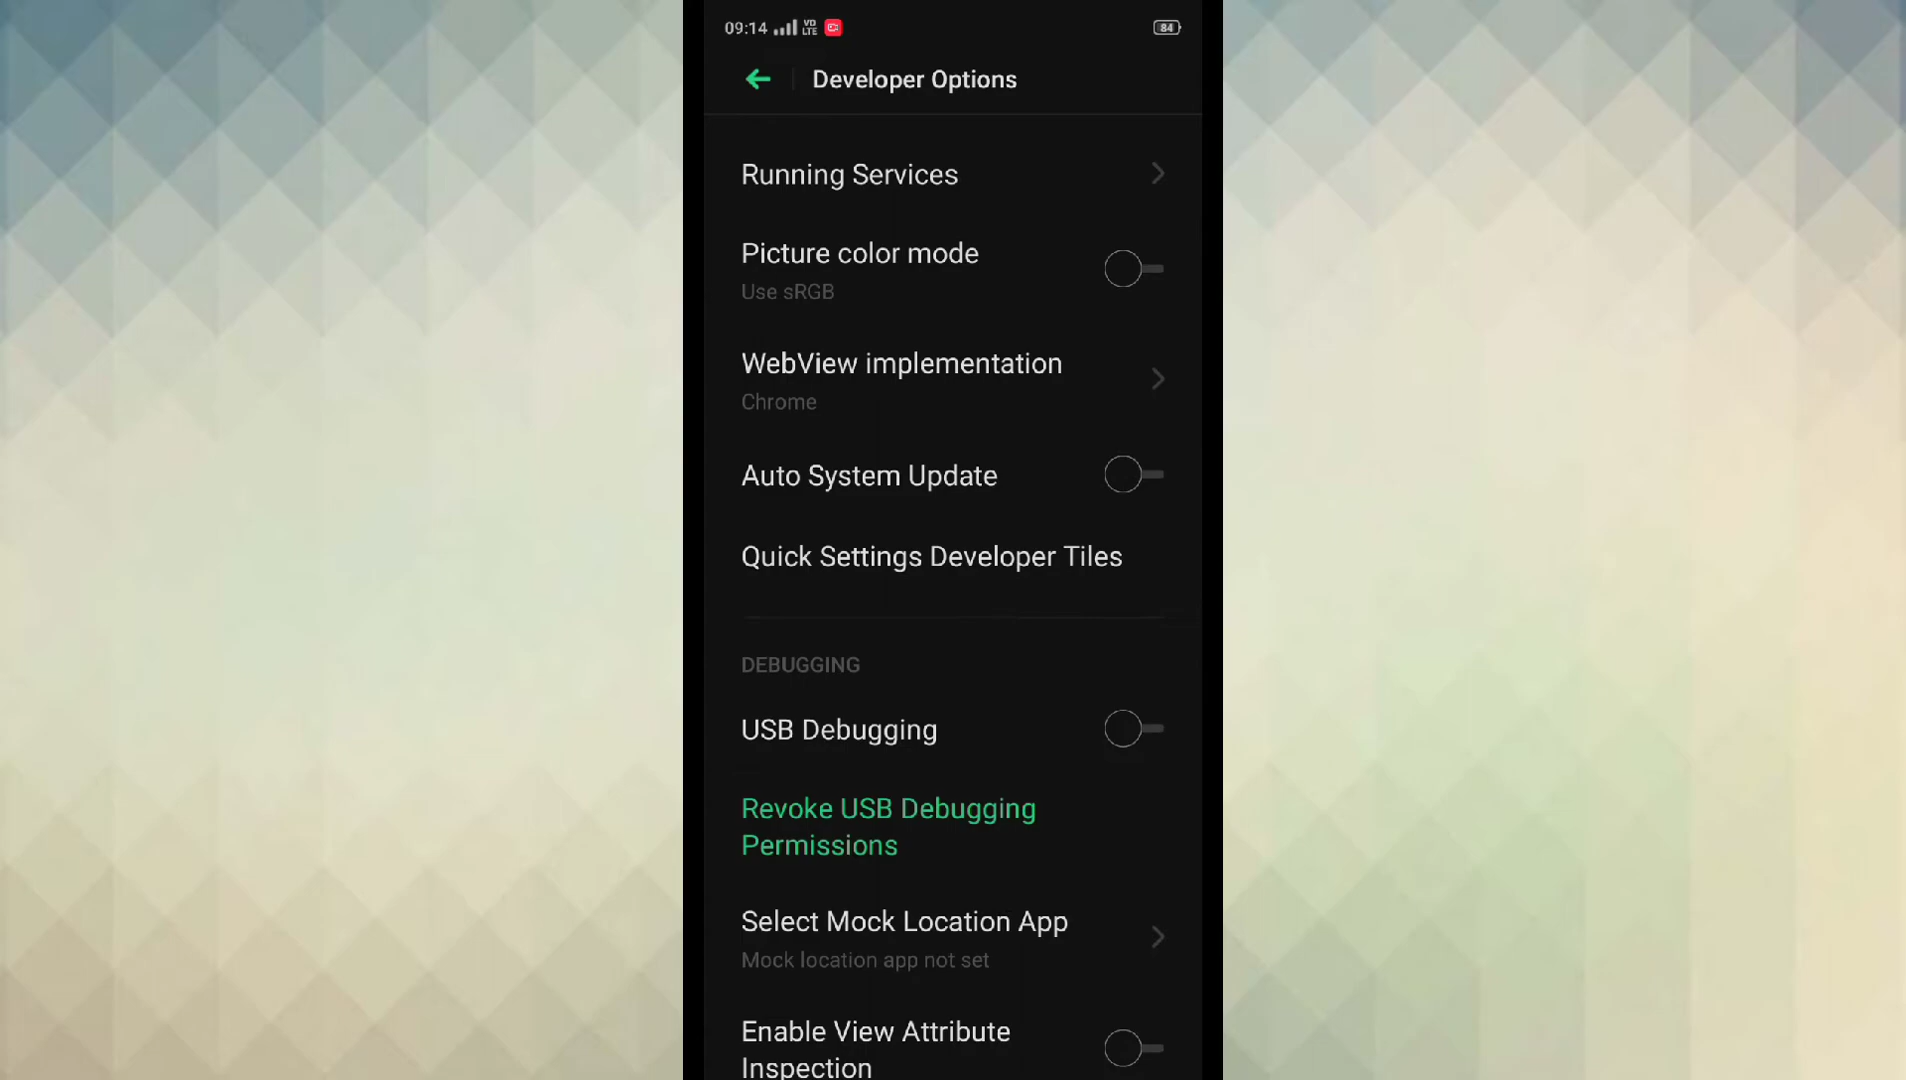 09:14 VO LTE 84
Developer Options
Running Services
Picture color mode
Use sRGB
WebView implementation
Chrome
Auto System Update
Quick Settings Developer Tiles
DEBUGGING
USB Debugging
Revoke USB Debugging
Permissions
Select Mock Location App
Mock location app not set
Enable View Attribute
Inspection